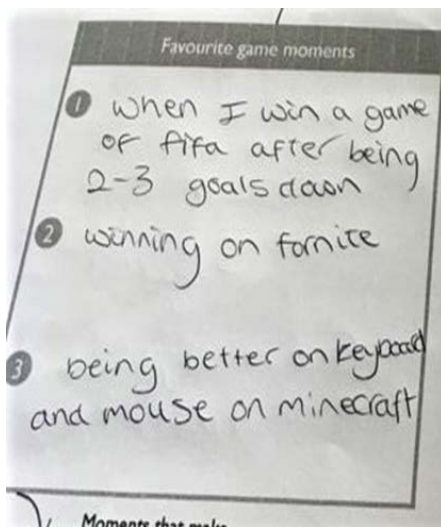 Favourite game moments
1 when I win a game
of fifa after being
2-3 goals down
2 winning on fornite
3 being better on keyboard
and mouse on minecraft
Moments that make